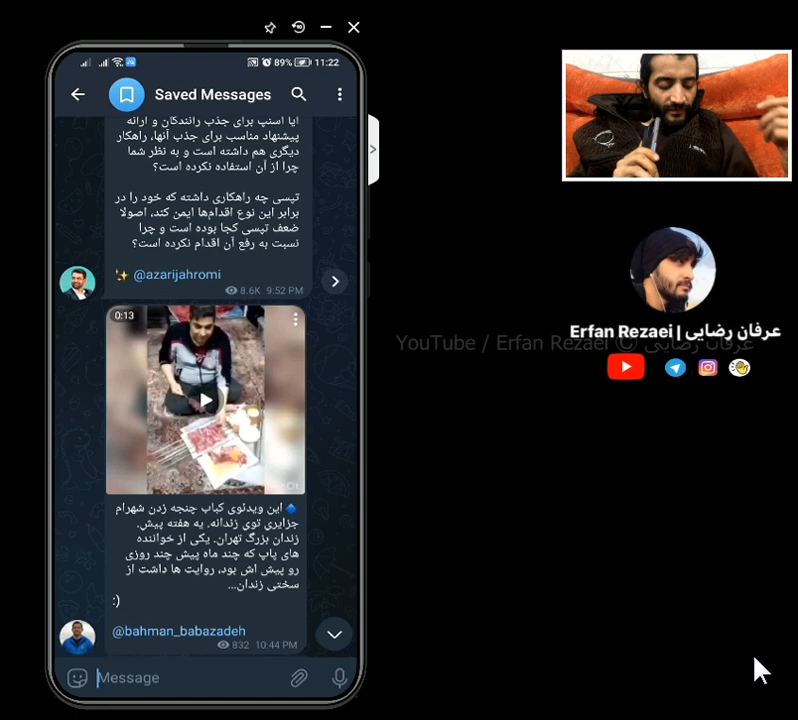 89% 11:22
Saved Messages
آیا اسنپ برای جذب رانندگان و ارائه
پیشنهاد مناسب برای جذب آنها، راهکار
دیگری هم داشته است و به نظر شما
چرا از آن استفاده نکرده است؟
تپسی چه راهکاری داشته که خود را در
برابر این نوع اقدام‌ها ایمن کند، اصولا
ضعف تپسی کجا بوده است و چرا
نسبت به رفع آن اقدام نکرده است؟
✨ @azarijahromi
8.6K 9:52 PM
0:13
🔹این ویدئوی کباب چنجه زدن شهرام
جزایری توی زندانه. یه هفته پیش.
زندان بزرگ تهران. یکی از خواننده
های پاپ که چند ماه پیش چند روزی
رو پیش اش بود، روایت ها داشت از
سختی زندان...
:)
@bahman_babazadeh
832 10:44 PM
Message
Erfan Rezaei | عرفان رضایی
YouTube / Erfan Rezaei © عرفان رضایی